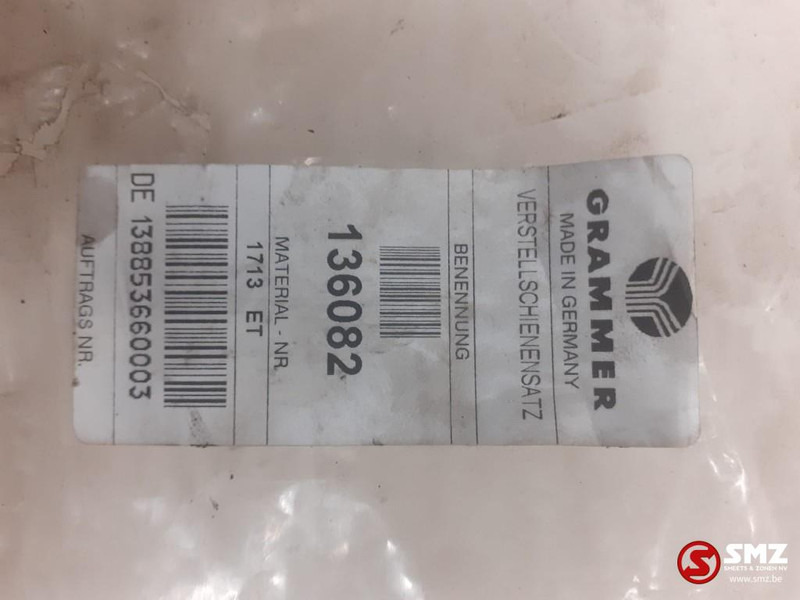 GRAMMER
MADE IN GERMANY
VERSTELLSCHIENENSATZ
BENENNUNG
136082
MATERIAL - NR.
1713 ET
DE 138853660003
AUFTRAGS NR.
SMZ
SMEETS & ZONEN NV
www.smz.be